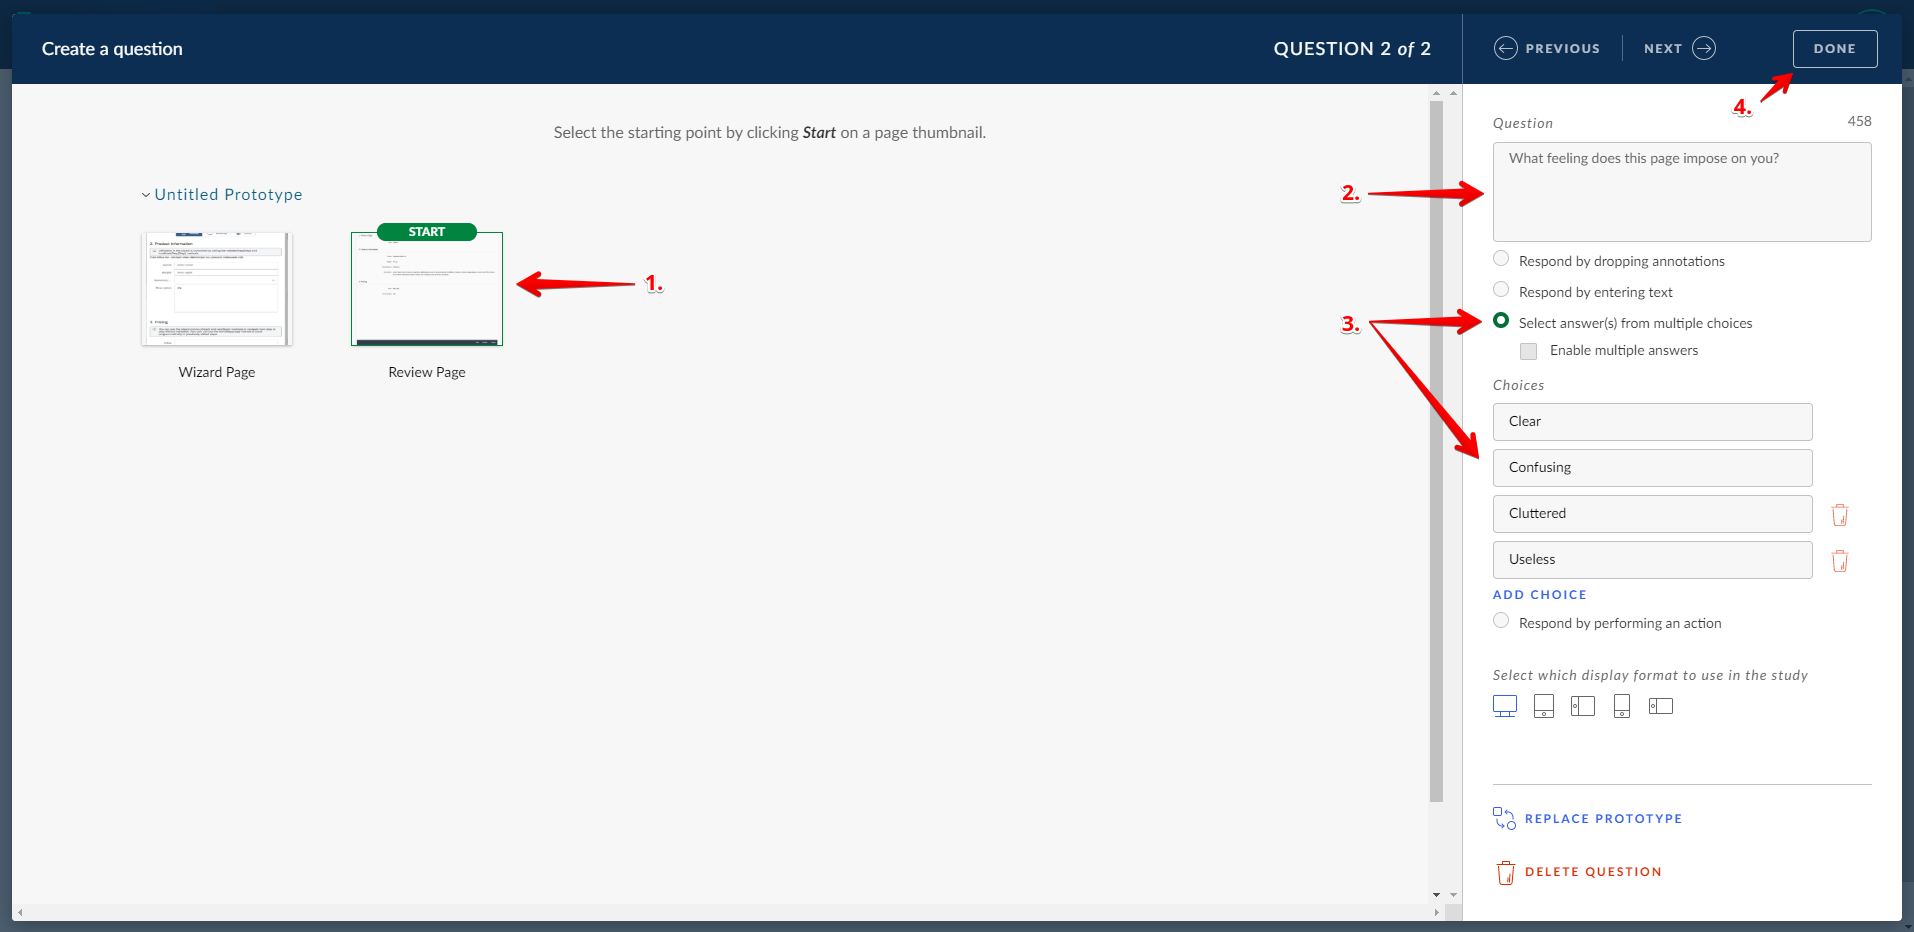 Create a question
QUESTION 2 of 2
PREVIOUS
NEXT
DONE
4.
Select the starting point by clicking Start on a page thumbnail.
Untitled Prototype
START
1.
Wizard Page
Review Page
Question
458
What feeling does this page impose on you?
2.
Respond by dropping annotations
Respond by entering text
3.
Select answer(s) from multiple choices
Enable multiple answers
Choices
Clear
Confusing
Cluttered
Useless
ADD CHOICE
Respond by performing an action
Select which display format to use in the study
REPLACE PROTOTYPE
DELETE QUESTION